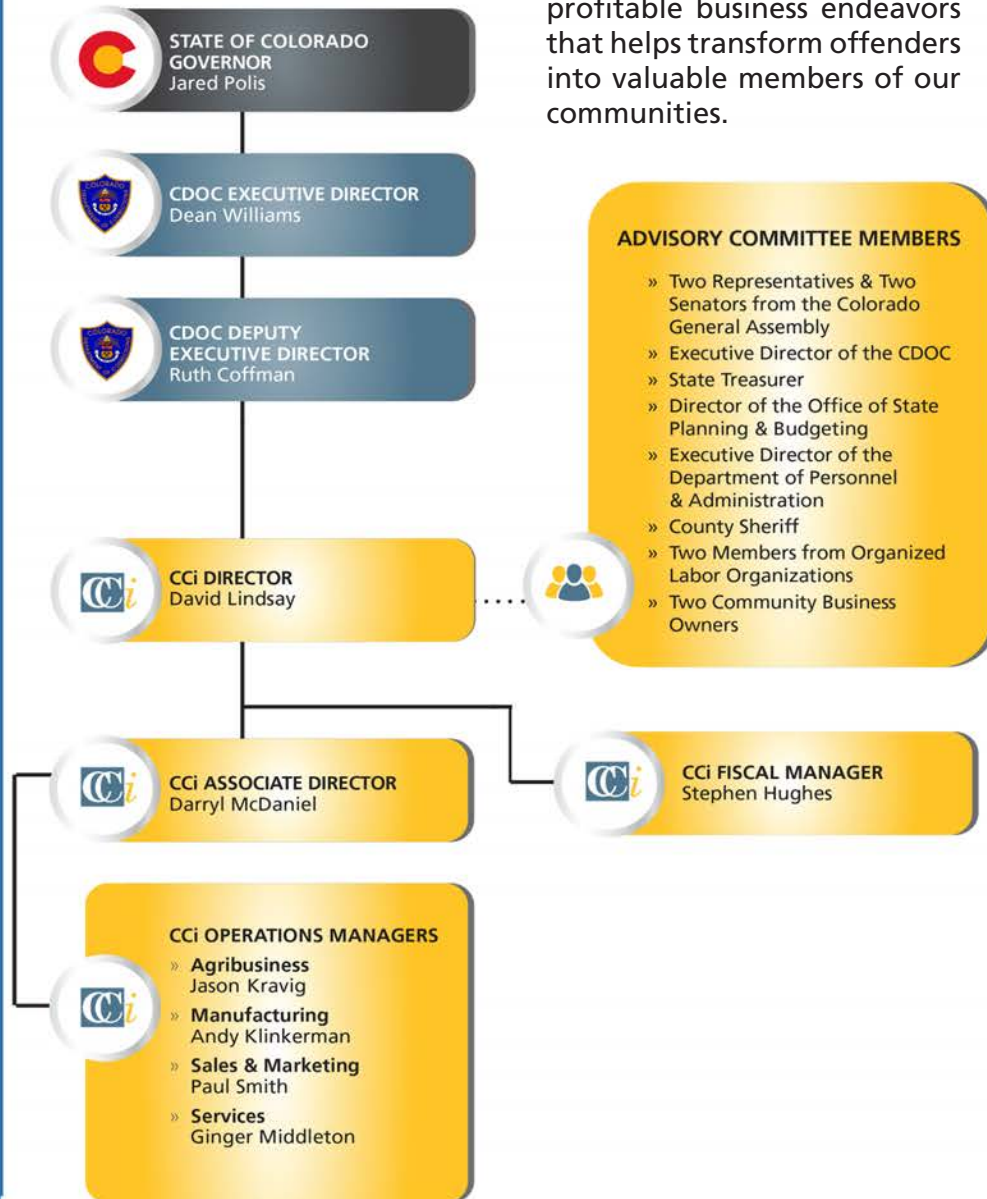 profitable business endeavors
that helps transform offenders
into valuable members of our
communities.
STATE OF COLORADO
GOVERNOR
Jared Polis
CDOC EXECUTIVE DIRECTOR
Dean Williams
CDOC DEPUTY
EXECUTIVE DIRECTOR
Ruth Coffman
ADVISORY COMMITTEE MEMBERS
» Two Representatives & Two
Senators from the Colorado
General Assembly
» Executive Director of the CDOC
» State Treasurer
» Director of the Office of State
Planning & Budgeting
» Executive Director of the
Department of Personnel
& Administration
» County Sheriff
» Two Members from Organized
Labor Organizations
» Two Community Business
Owners
CCi
CCi DIRECTOR
David Lindsay
CCi
CCi ASSOCIATE DIRECTOR
Darryl McDaniel
CCi
CCi FISCAL MANAGER
Stephen Hughes
CCi
CCi OPERATIONS MANAGERS
» Agribusiness
Jason Kravig
» Manufacturing
Andy Klinkerman
» Sales & Marketing
Paul Smith
» Services
Ginger Middleton